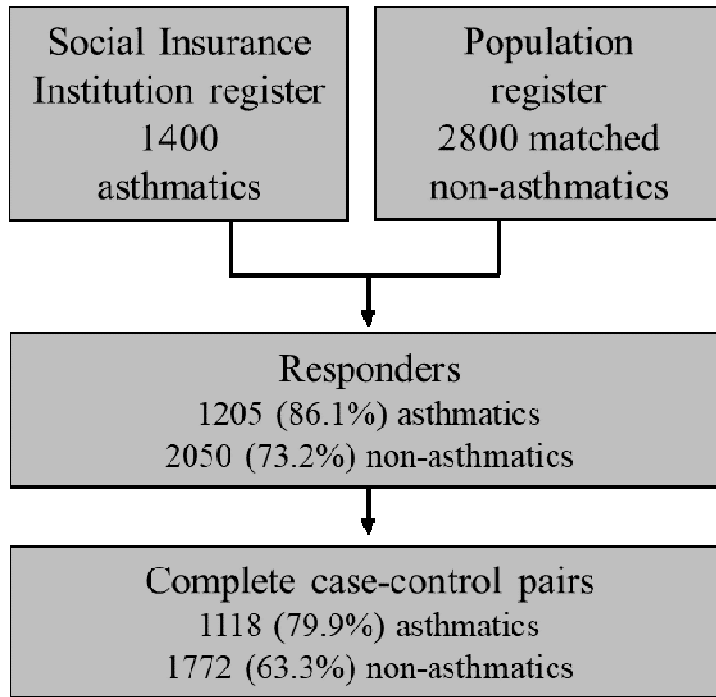 Social Insurance
Institution register
1400
asthmatics
Population
register
2800 matched
non-asthmatics
Responders
1205 (86.1%) asthmatics
2050 (73.2%) non-asthmatics
Complete case-control pairs
1118 (79.9%) asthmatics
1772 (63.3%) non-asthmatics